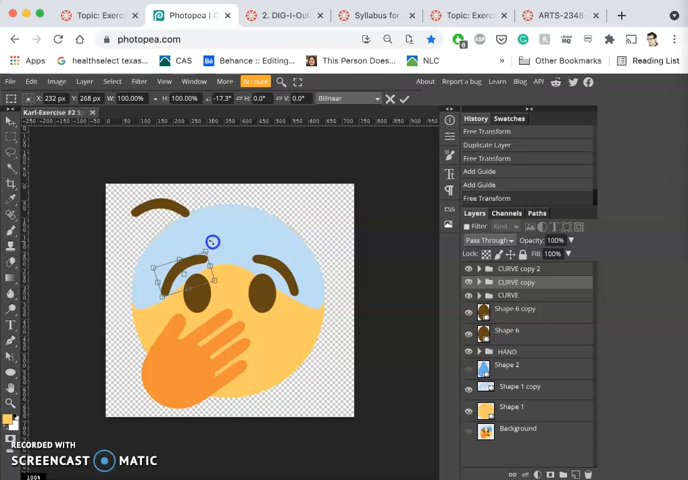 Topic: Exerc
Photopea |
2. DIG-I-Out
Syllabus for
Topic: Exerc
ARTS-2348
photopea.com
Apps
healthselect texas...
CAS
Behance :: Editing...
This Person Does...
NLC
Other Bookmarks
Reading List
File Edit Image Layer Select Filter View Window More Account
About Report a bug Learn Blog API
X: 232 px Y: 268 px W: 100.00% H: 100.00% -17.3° H: 0.0° V: 0.0° Bilinear
Karl-Exercise #2
History Swatches
Free Transform
Duplicate Layer
Free Transform
Add Guide
Add Guide
Free Transform
Layers Channels Paths
Filter Kind
Pass Through Opacity: 100%
Lock: Fill: 100%
CURVE copy 2
CURVE copy
CURVE
Shape 6 copy
Shape 6
HAND
Shape 2
Shape 1 copy
Shape 1
Background
CSS
RECORDED WITH
SCREENCAST MATIC
100%